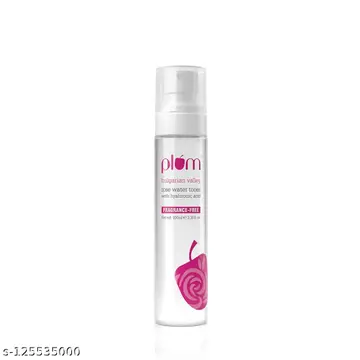 plum
bulgarian valley
rose water toner
with hyaluronic acid
FRAGRANCE-FREE
s-125535000